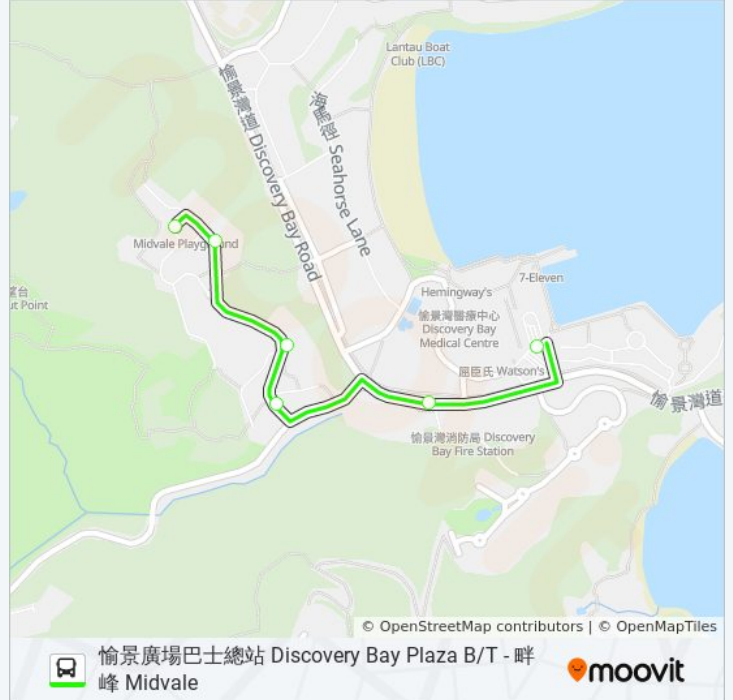 Lantau Boat
Club (LBC)
愉景灣道 Discovery Bay Road
海馬徑 Seahorse Lane
Midvale Playground
ut Point
7-Eleven
Hemingway's
愉景灣醫療中心
Discovery Bay
Medical Centre
屈臣氏 Watson's
愉景灣道
愉景灣消防局 Discovery
Bay Fire Station
© OpenStreetMap contributors | © OpenMapTiles
愉景廣場巴士總站 Discovery Bay Plaza B/T - 畔
峰 Midvale
moovit